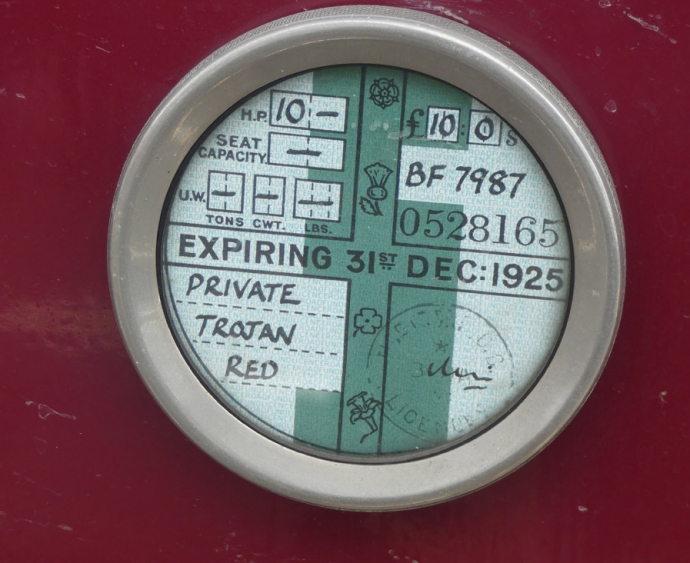 H.P. 10 -
£ 10 : 0 S
SEAT
CAPACITY -
BF 7987
U.W. - - -
TONS CWT. LBS.
0528165
EXPIRING 31ST DEC: 1925
PRIVATE
TROJAN
RED